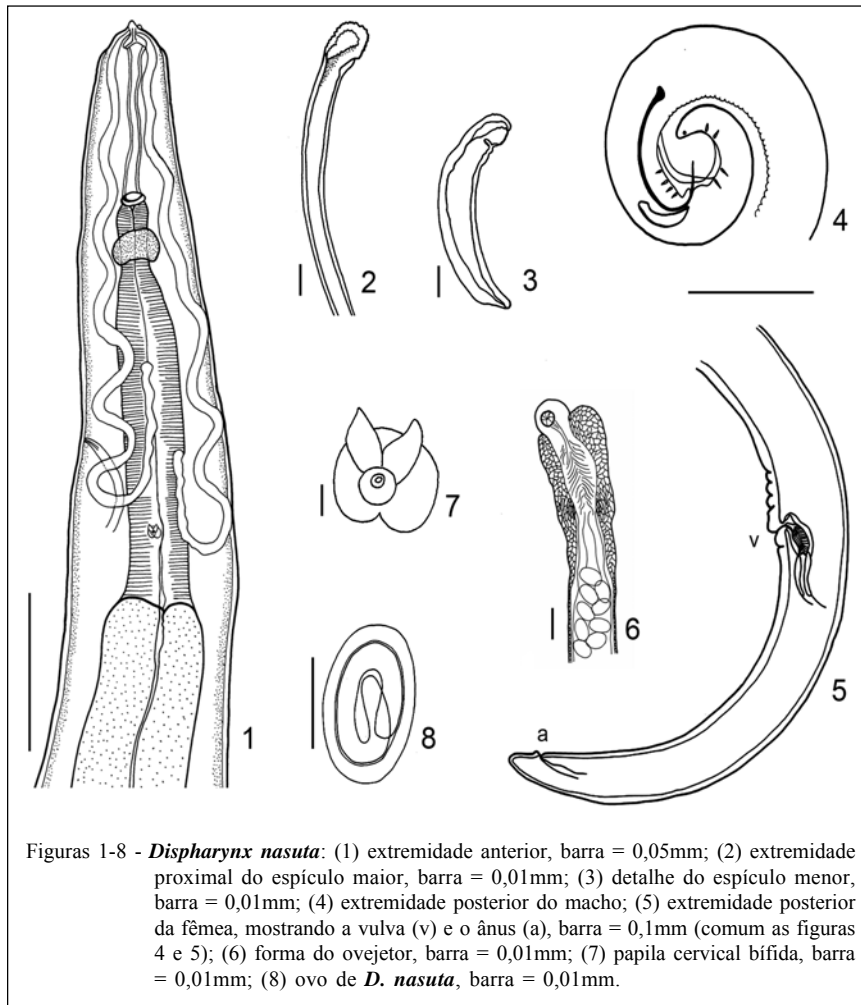 2
3
4
7
v
6
5
1
8
a
Figuras 1-8 - Dispharynx nasuta: (1) extremidade anterior, barra = 0,05mm; (2) extremidade
proximal do espículo maior, barra = 0,01mm; (3) detalhe do espículo menor,
barra = 0,01mm; (4) extremidade posterior do macho; (5) extremidade posterior
da fêmea, mostrando a vulva (v) e o ânus (a), barra = 0,1mm (comum as figuras
4 e 5); (6) forma do ovejetor, barra = 0,01mm; (7) papila cervical bífida, barra
= 0,01mm; (8) ovo de D. nasuta, barra = 0,01mm.